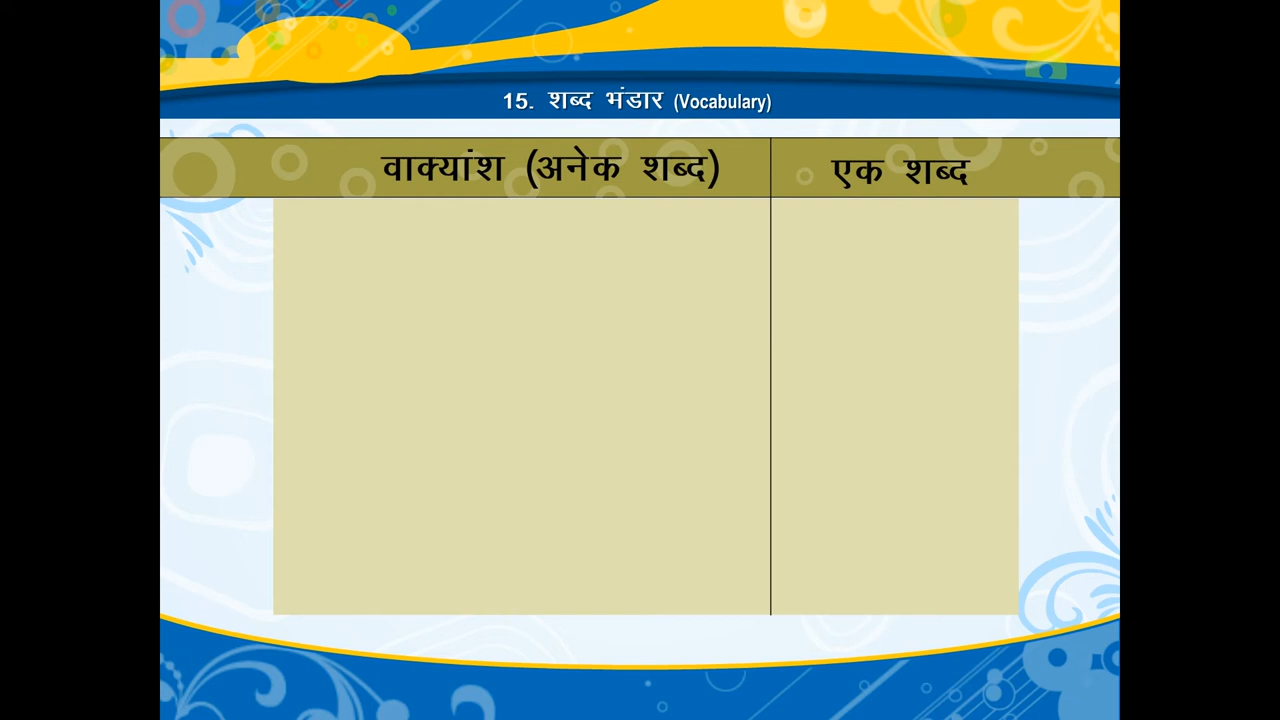 15. शब्द भंडार (Vocabulary)
वाक्यांश (अनेक शब्द) एक शब्द